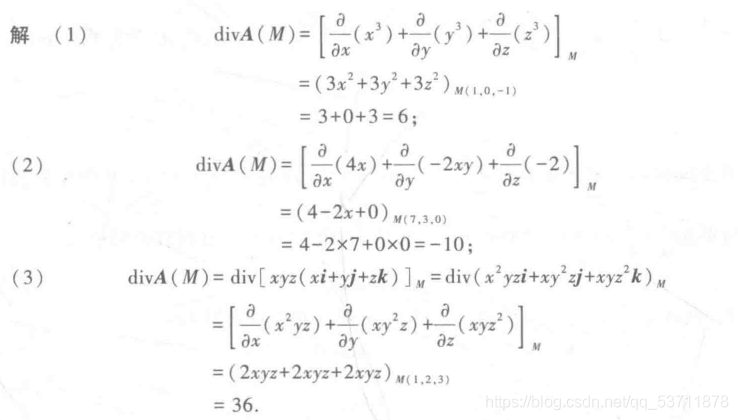 解 (1) divA(M)=[∂/∂x(x³)+∂/∂y(y³)+∂/∂z(z³)]_M
=(3x²+3y²+3z²)_M(1,0,-1)
=3+0+3=6;
(2) divA(M)=[∂/∂x(4x)+∂/∂y(-2xy)+∂/∂z(-2)]_M
=(4-2x+0)_M(7,3,0)
=4-2×7+0×0=-10;
(3) divA(M)=div[xyz(xi+yj+zk)]_M=div(x²yzi+xy²zj+xyz²k)_M
=[∂/∂x(x²yz)+∂/∂y(xy²z)+∂/∂z(xyz²)]_M
=(2xyz+2xyz+2xyz)_M(1,2,3)
=36.
https://blog.csdn.net/qq_53711878